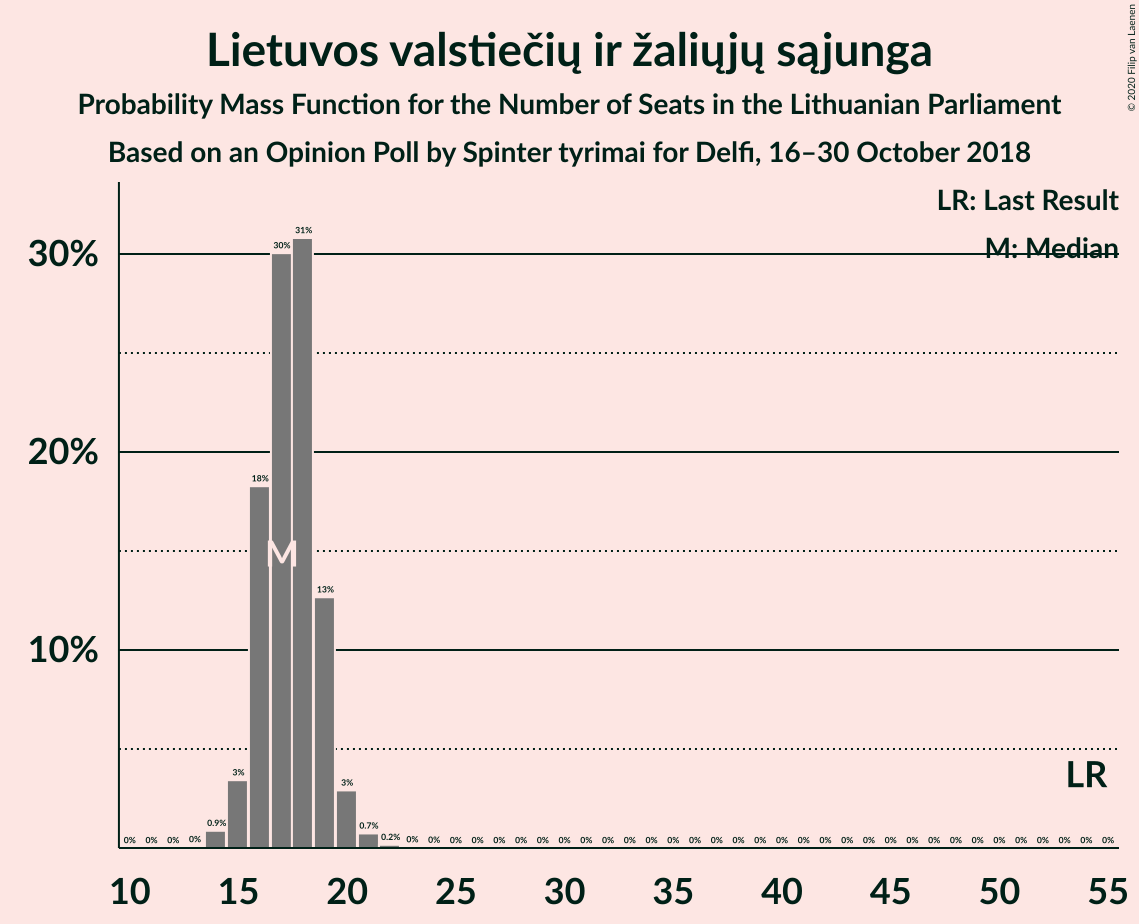 Lietuvos valstiečių ir žaliųjų sąjunga
Probability Mass Function for the Number of Seats in the Lithuanian Parliament
Based on an Opinion Poll by Spinter tyrimai for Delfi, 16–30 October 2018
© 2020 Filip van Laenen
LR: Last Result
M: Median
30%
20%
10%
0% 0% 0% 0% 0.9% 3% 18% 30% 31% 13% 3% 0.7% 0.2% 0% 0% 0% 0% 0% 0% 0% 0% 0% 0% 0% 0% 0% 0% 0% 0% 0% 0% 0% 0% 0% 0% 0% 0% 0% 0% 0% 0% 0% 0% 0% 0% 0%
M
LR
10 15 20 25 30 35 40 45 50 55